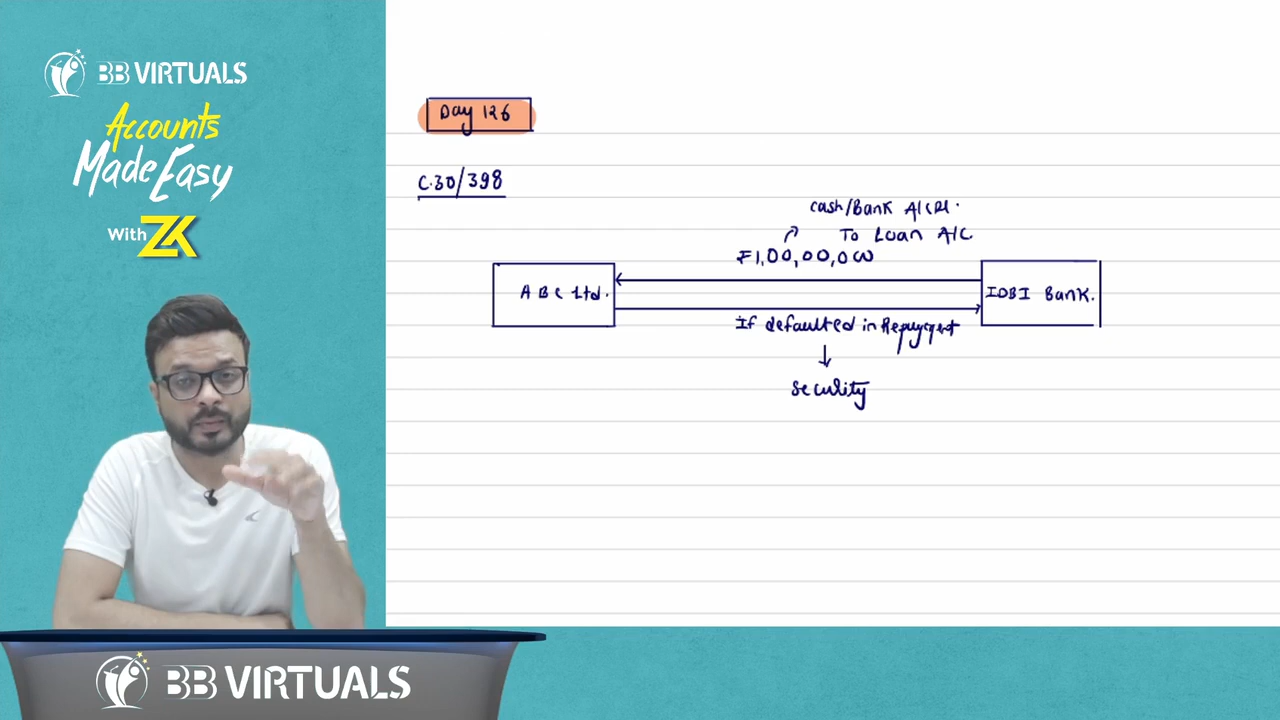 BB VIRTUALS
Accounts
Made Easy
With ZK
Day 126
C.30/398
Cash/Bank A/C Dr.
To Loan A/C
₹1,00,00,000
ABC Ltd.
IDBI Bank.
If defaulted in Repayment
Security
BB VIRTUALS